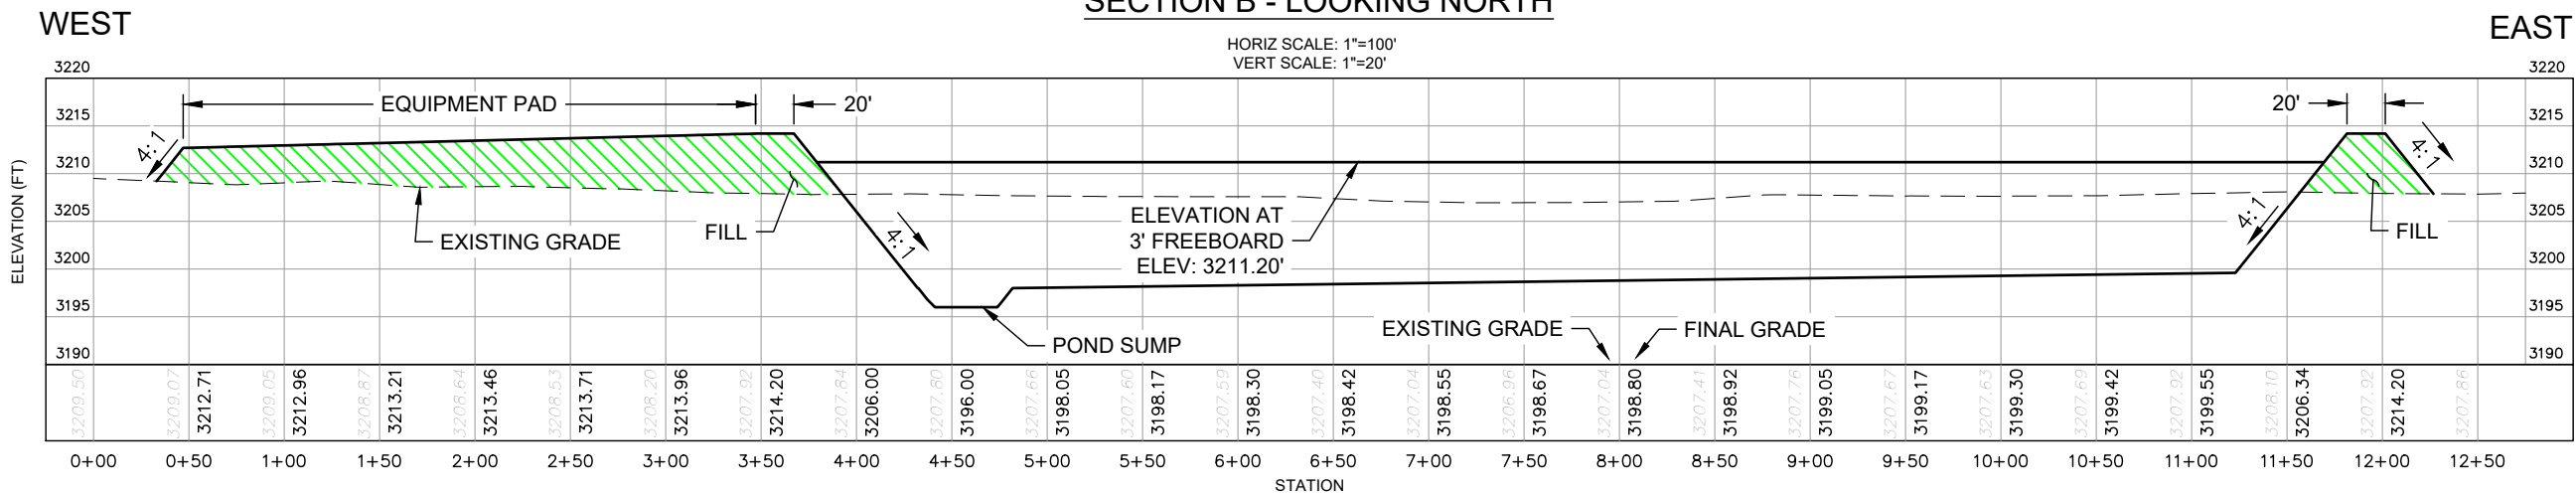 SECTION B - LOOKING NORTH
WEST
EAST
HORIZ SCALE: 1"=100'
VERT SCALE: 1"=20'
3220
3220
EQUIPMENT PAD
20'
20'
3215
3215
4:1
4:1
3210
3210
ELEVATION (FT)
3205
3205
ELEVATION AT
3' FREEBOARD
ELEV: 3211.20'
EXISTING GRADE
FILL
4:1
4:1
FILL
3200
3200
3195
3195
POND SUMP
EXISTING GRADE
FINAL GRADE
3190
3190
3209.50 3209.07 3212.71 3209.05 3212.96 3208.87 3213.21 3208.64 3213.46 3208.53 3213.71 3208.20 3213.96 3207.92 3214.20 3207.84 3206.00 3207.80 3196.00 3207.66 3198.05 3207.60 3198.17 3207.59 3198.30 3207.40 3198.42 3207.04 3198.55 3206.96 3198.67 3207.04 3198.80 3207.41 3198.92 3207.76 3199.05 3207.67 3199.17 3207.63 3199.30 3207.69 3199.42 3207.92 3199.55 3208.10 3206.34 3207.92 3214.20 3207.86
0+00 0+50 1+00 1+50 2+00 2+50 3+00 3+50 4+00 4+50 5+00 5+50 6+00 6+50 7+00 7+50 8+00 8+50 9+00 9+50 10+00 10+50 11+00 11+50 12+00 12+50
STATION